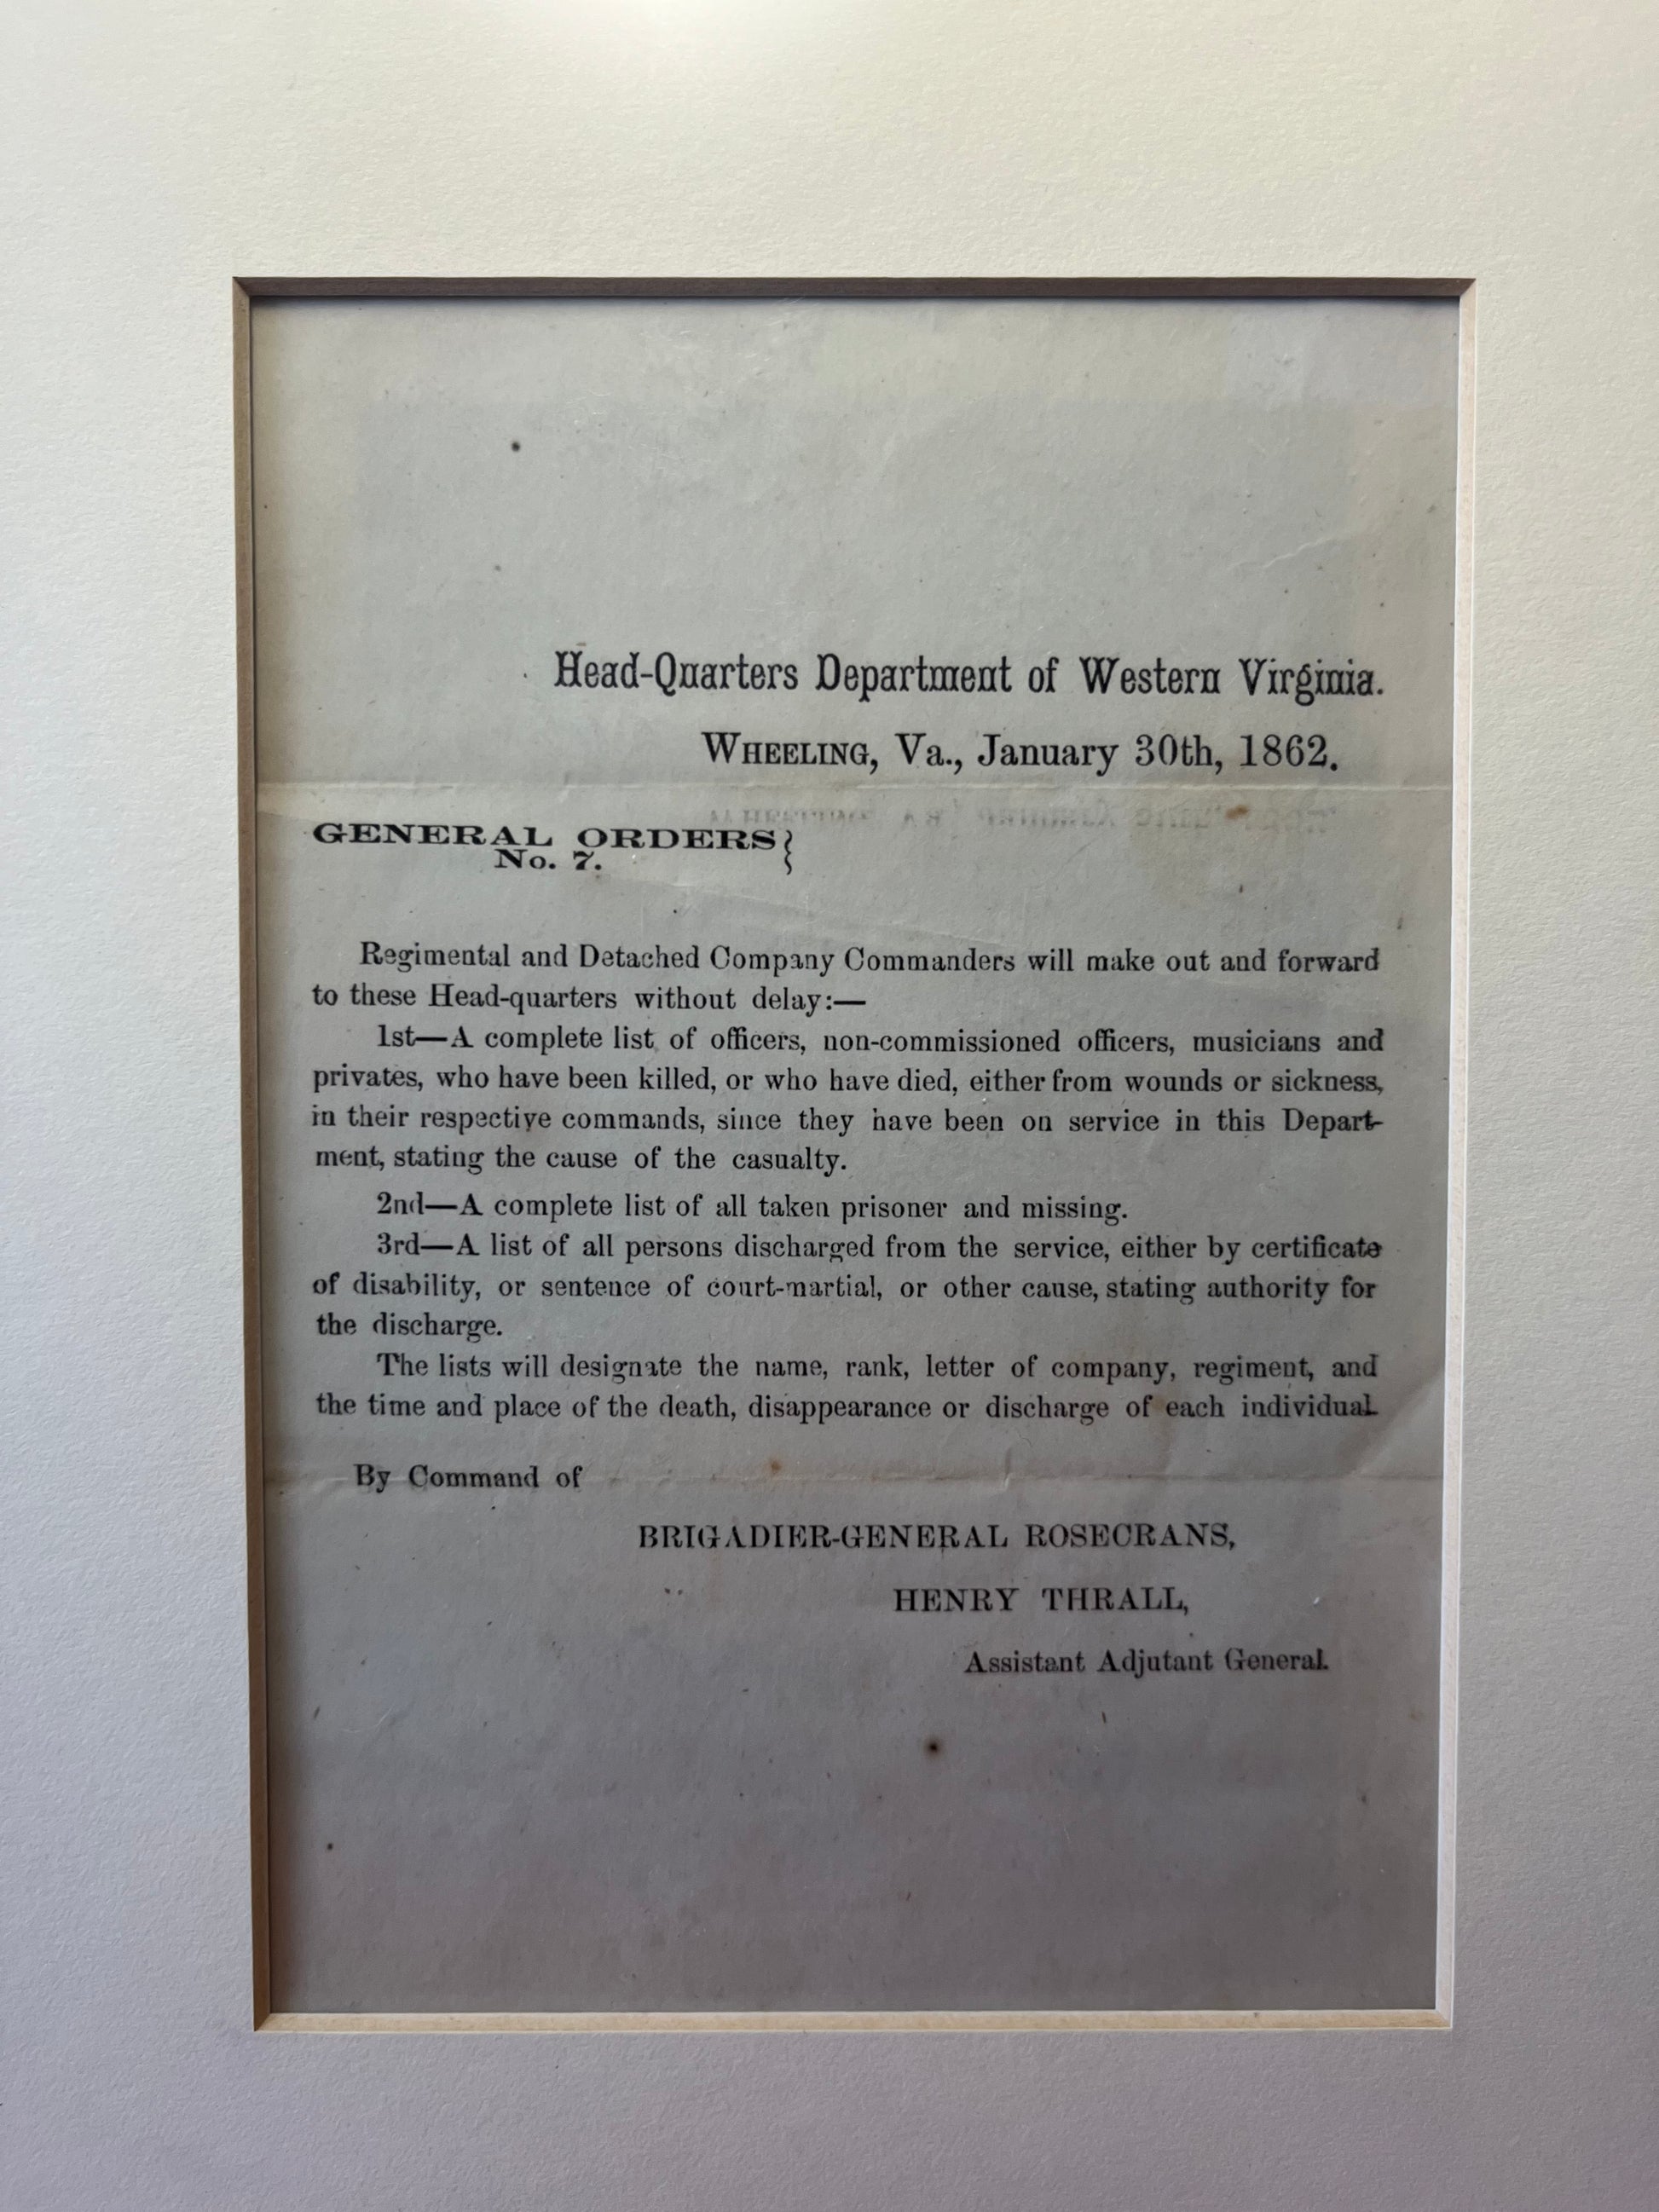 Head-Quarters Department of Western Virginia.
WHEELING, Va., January 30th, 1862.
GENERAL ORDERS }
No. 7.
Regimental and Detached Company Commanders will make out and forward
to these Head-quarters without delay:—
1st—A complete list of officers, non-commissioned officers, musicians and
privates, who have been killed, or who have died, either from wounds or sickness,
in their respective commands, since they have been on service in this Depart-
ment, stating the cause of the casualty.
2nd—A complete list of all taken prisoner and missing.
3rd—A list of all persons discharged from the service, either by certificate
of disability, or sentence of court-martial, or other cause, stating authority for
the discharge.
The lists will designate the name, rank, letter of company, regiment, and
the time and place of the death, disappearance or discharge of each individual
By Command of
BRIGADIER-GENERAL ROSECRANS,
HENRY THRALL,
Assistant Adjutant General.